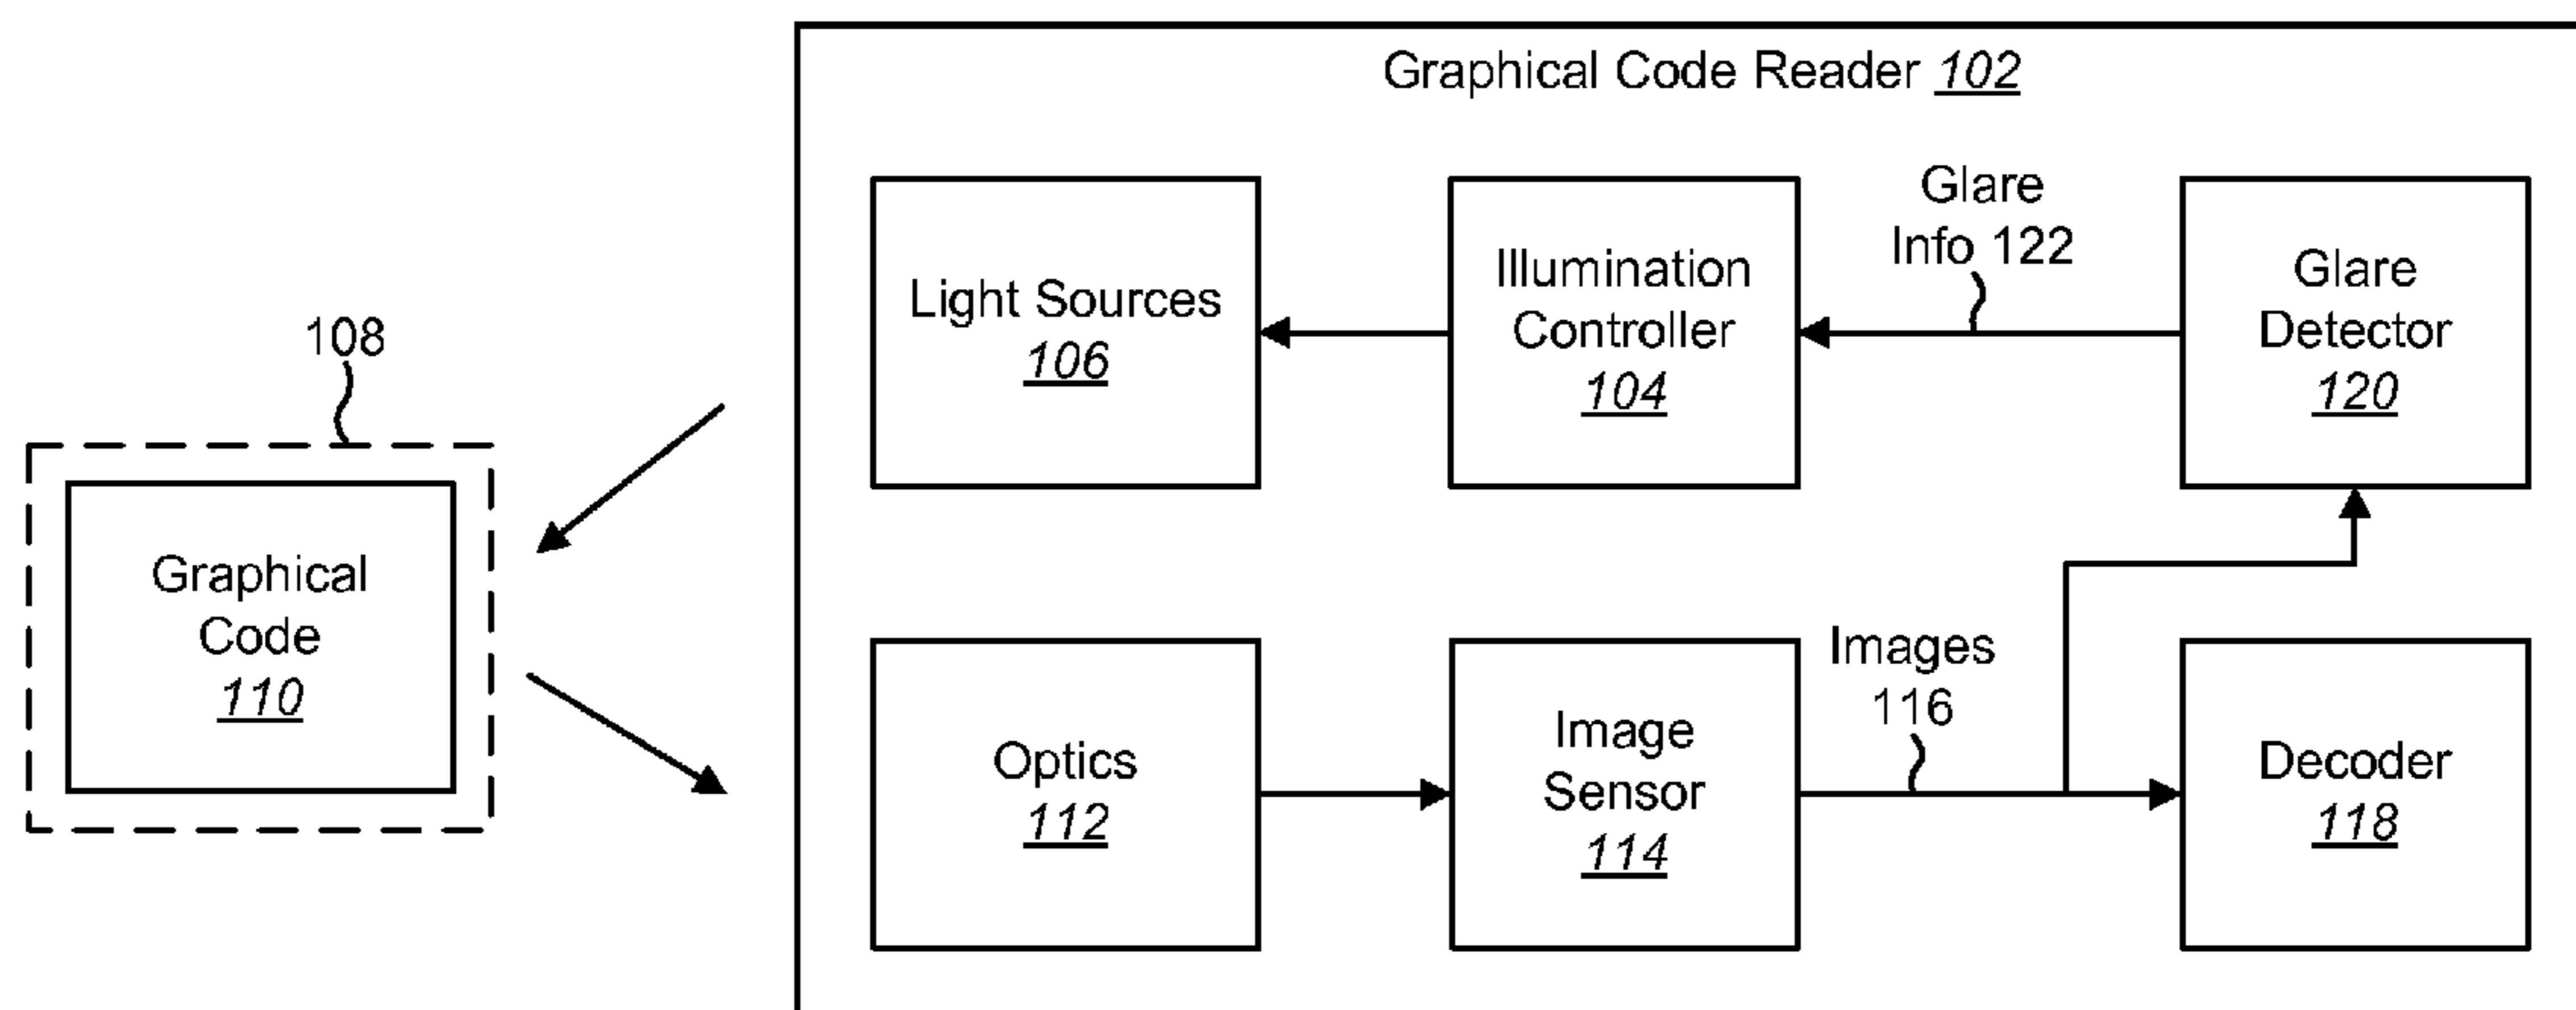 Graphical Code Reader 102
Light Sources
106
Illumination
Controller
104
Glare
Info 122
Glare
Detector
120
108
Graphical
Code
110
Optics
112
Image
Sensor
114
Images
116
Decoder
118